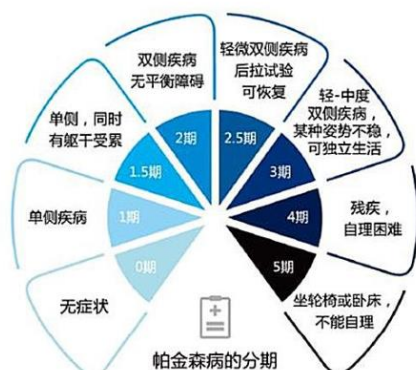 无症状
0期
单侧疾病
1期
单侧，同时
有躯干受累
1.5期
双侧疾病
无平衡障碍
2期
轻微双侧疾病
后拉试验
可恢复
2.5期
轻-中度
双侧疾病，
某种姿势不稳，
可独立生活
3期
残疾，
自理困难
4期
坐轮椅或卧床，
不能自理
5期
帕金森病的分期